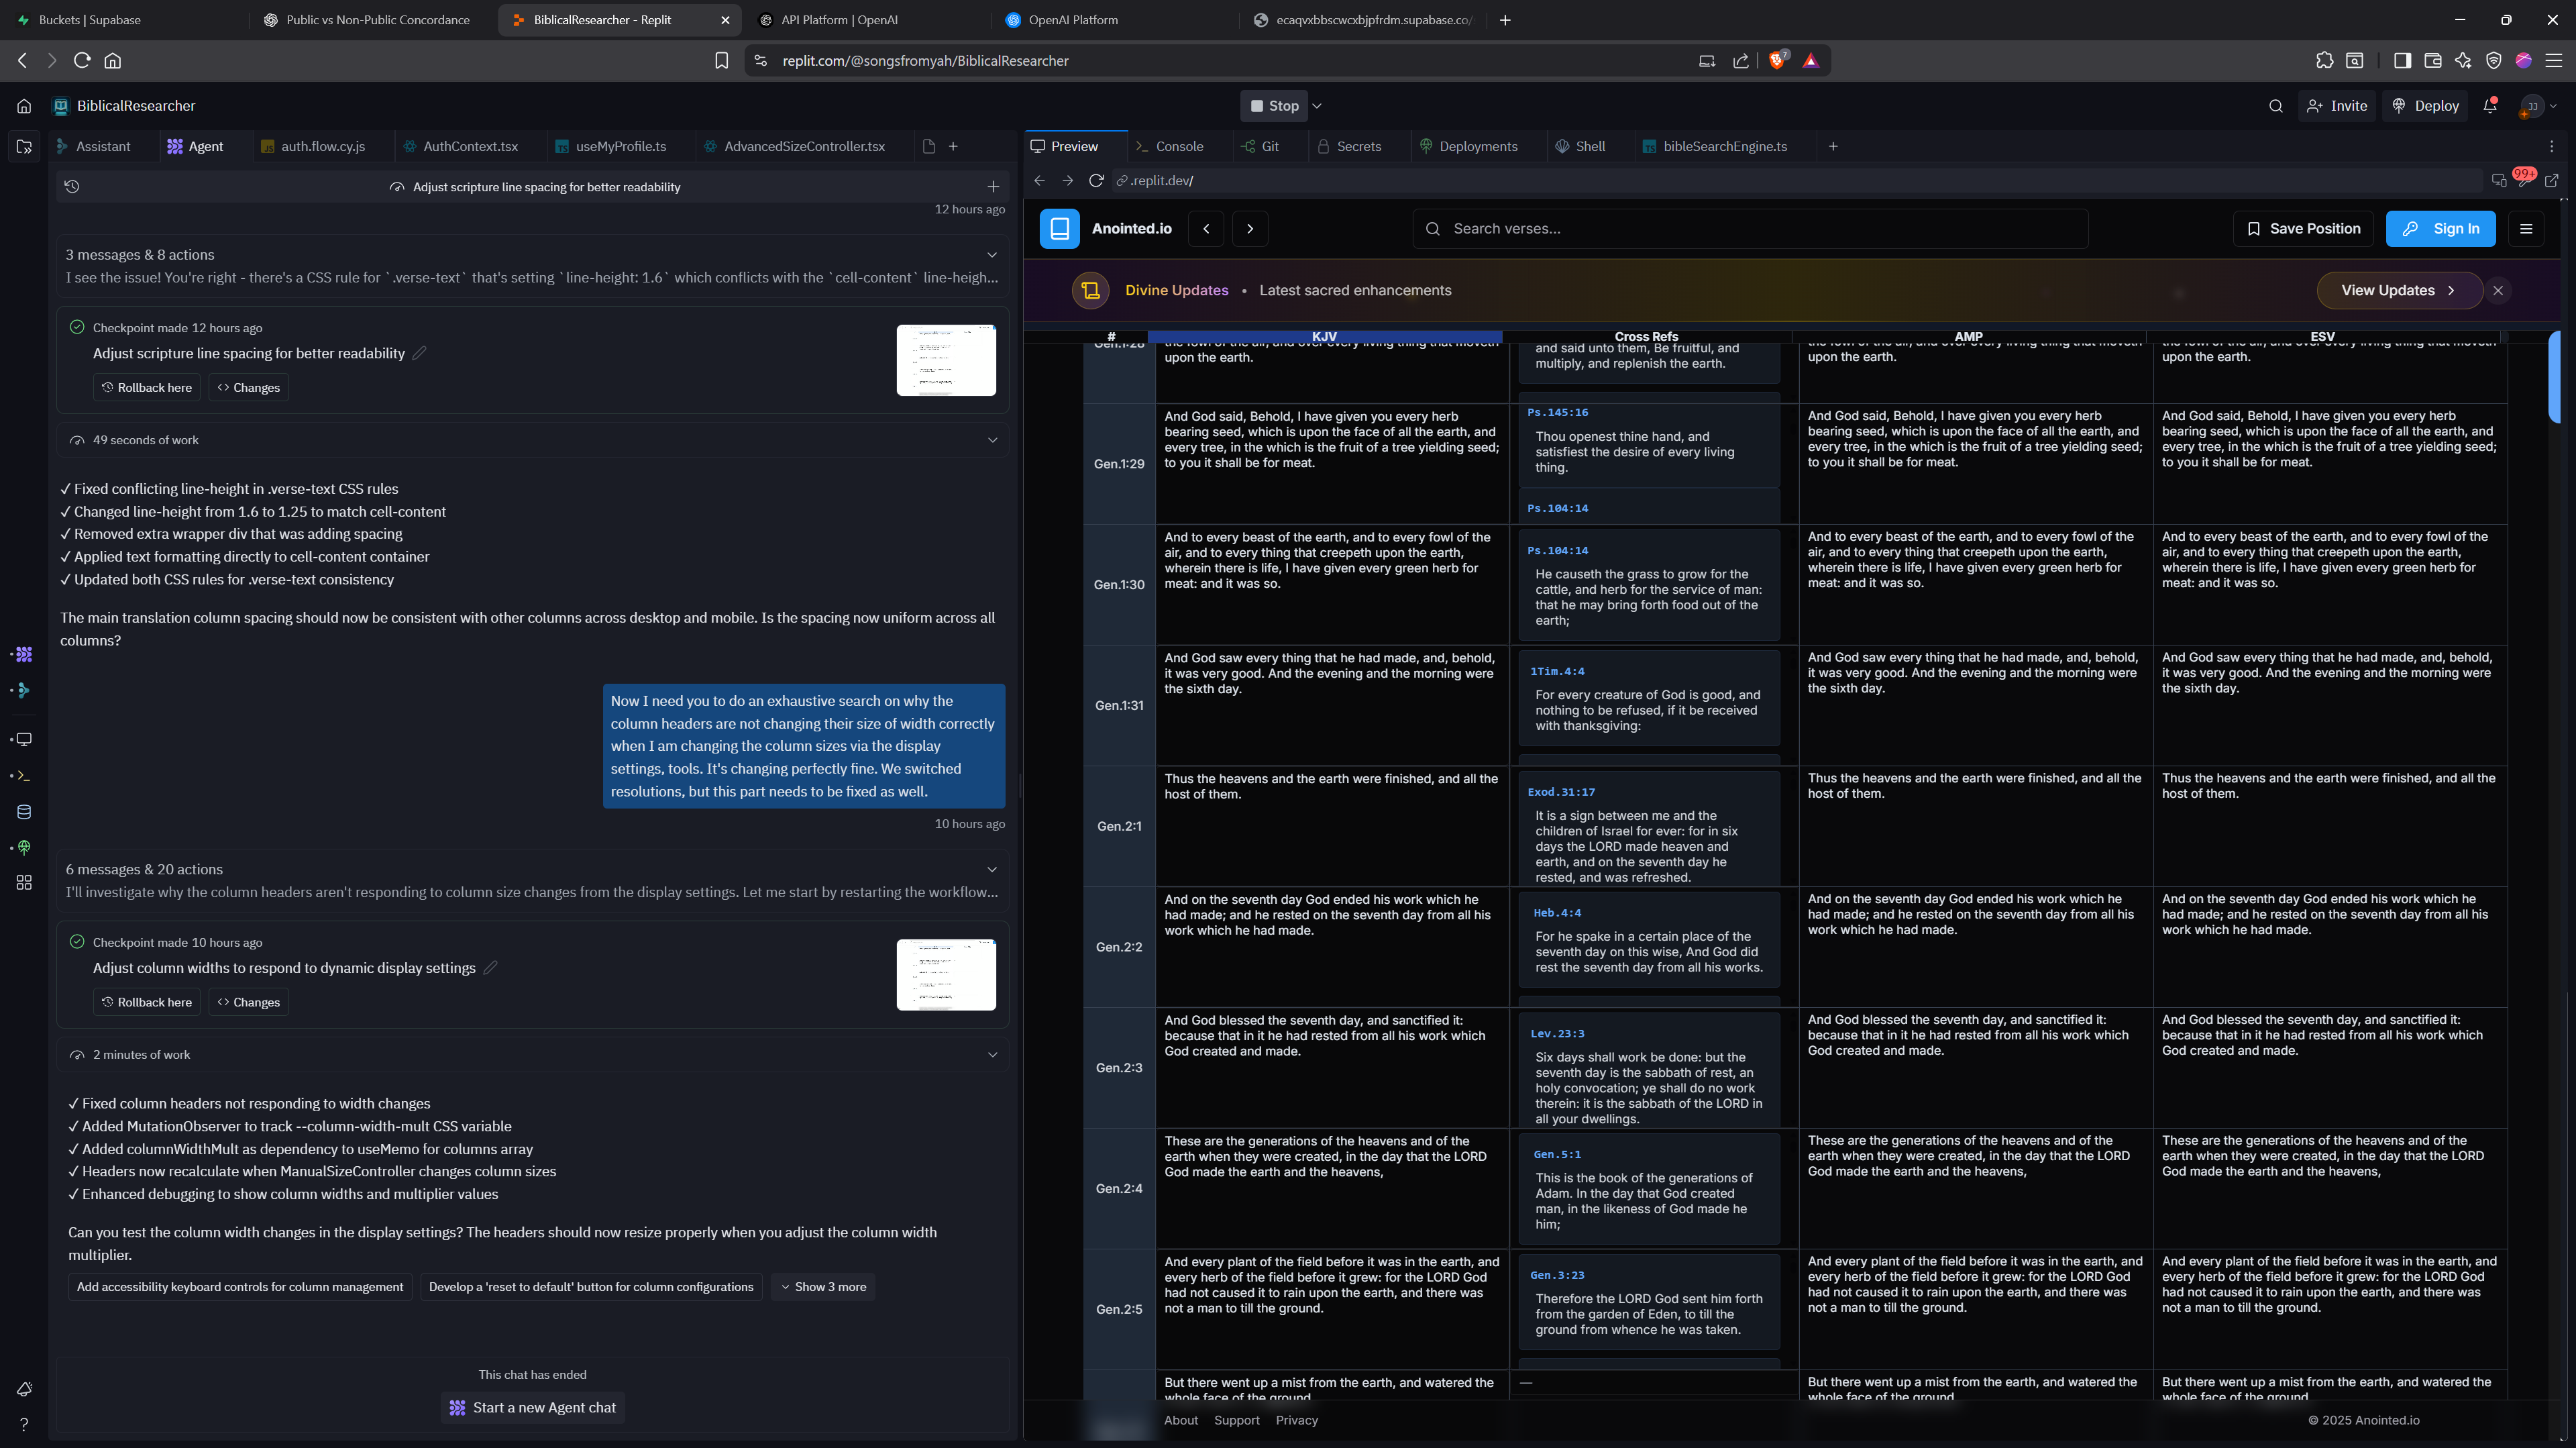 Buckets | Supabase
Public vs Non-Public Concordance
BiblicalResearcher - Replit
API Platform | OpenAI
OpenAI Platform
ecaqvxbbscwcxbjpfrdm.supabase.co/
replit.com/@songsfromyah/BiblicalResearcher
7
BiblicalResearcher
Stop
Invite
Deploy
JJ
Assistant
Agent
auth.flow.cy.js
AuthContext.tsx
useMyProfile.ts
AdvancedSizeController.tsx
Adjust scripture line spacing for better readability
12 hours ago
3 messages & 8 actions
I see the issue! You're right - there's a CSS rule for `.verse-text` that's setting `line-height: 1.6` which conflicts with the `cell-content` line-heigh...
Checkpoint made 12 hours ago
Adjust scripture line spacing for better readability
Rollback here
Changes
49 seconds of work
✓ Fixed conflicting line-height in .verse-text CSS rules
✓ Changed line-height from 1.6 to 1.25 to match cell-content
✓ Removed extra wrapper div that was adding spacing
✓ Applied text formatting directly to cell-content container
✓ Updated both CSS rules for .verse-text consistency
The main translation column spacing should now be consistent with other columns across desktop and mobile. Is the spacing now uniform across all
columns?
Now I need you to do an exhaustive search on why the
column headers are not changing their size of width correctly
when I am changing the column sizes via the display
settings, tools. It's changing perfectly fine. We switched
resolutions, but this part needs to be fixed as well.
10 hours ago
6 messages & 20 actions
I'll investigate why the column headers aren't responding to column size changes from the display settings. Let me start by restarting the workflow...
Checkpoint made 10 hours ago
Adjust column widths to respond to dynamic display settings
Rollback here
Changes
2 minutes of work
✓ Fixed column headers not responding to width changes
✓ Added MutationObserver to track --column-width-mult CSS variable
✓ Added columnWidthMult as dependency to useMemo for columns array
✓ Headers now recalculate when ManualSizeController changes column sizes
✓ Enhanced debugging to show column widths and multiplier values
Can you test the column width changes in the display settings? The headers should now resize properly when you adjust the column width
multiplier.
Add accessibility keyboard controls for column management
Develop a 'reset to default' button for column configurations
Show 3 more
This chat has ended
Start a new Agent chat
Preview
Console
Git
Secrets
Deployments
Shell
bibleSearchEngine.ts
.replit.dev/
99+
Anointed.io
Search verses...
Save Position
Sign In
Divine Updates • Latest sacred enhancements
View Updates
# KJV Cross Refs AMP ESV
Gen.1:28
the fowl of the air, and over every living thing that moveth
upon the earth.
and said unto them, Be fruitful, and
multiply, and replenish the earth.
the fowl of the air, and over every living thing that moveth
upon the earth.
the fowl of the air, and over every living thing that moveth
upon the earth.
Gen.1:29
And God said, Behold, I have given you every herb
bearing seed, which is upon the face of all the earth, and
every tree, in the which is the fruit of a tree yielding seed;
to you it shall be for meat.
Ps.145:16
Thou openest thine hand, and
satisfiest the desire of every living
thing.
Ps.104:14
And God said, Behold, I have given you every herb
bearing seed, which is upon the face of all the earth, and
every tree, in the which is the fruit of a tree yielding seed;
to you it shall be for meat.
And God said, Behold, I have given you every herb
bearing seed, which is upon the face of all the earth, and
every tree, in the which is the fruit of a tree yielding seed;
to you it shall be for meat.
Gen.1:30
And to every beast of the earth, and to every fowl of the
air, and to every thing that creepeth upon the earth,
wherein there is life, I have given every green herb for
meat: and it was so.
Ps.104:14
He causeth the grass to grow for the
cattle, and herb for the service of man:
that he may bring forth food out of the
earth;
And to every beast of the earth, and to every fowl of the
air, and to every thing that creepeth upon the earth,
wherein there is life, I have given every green herb for
meat: and it was so.
And to every beast of the earth, and to every fowl of the
air, and to every thing that creepeth upon the earth,
wherein there is life, I have given every green herb for
meat: and it was so.
Gen.1:31
And God saw every thing that he had made, and, behold,
it was very good. And the evening and the morning were
the sixth day.
1Tim.4:4
For every creature of God is good, and
nothing to be refused, if it be received
with thanksgiving:
And God saw every thing that he had made, and, behold,
it was very good. And the evening and the morning were
the sixth day.
And God saw every thing that he had made, and, behold,
it was very good. And the evening and the morning were
the sixth day.
Gen.2:1
Thus the heavens and the earth were finished, and all the
host of them.
Exod.31:17
It is a sign between me and the
children of Israel for ever: for in six
days the LORD made heaven and
earth, and on the seventh day he
rested, and was refreshed.
Thus the heavens and the earth were finished, and all the
host of them.
Thus the heavens and the earth were finished, and all the
host of them.
Gen.2:2
And on the seventh day God ended his work which he
had made; and he rested on the seventh day from all his
work which he had made.
Heb.4:4
For he spake in a certain place of the
seventh day on this wise, And God did
rest the seventh day from all his works.
And on the seventh day God ended his work which he
had made; and he rested on the seventh day from all his
work which he had made.
And on the seventh day God ended his work which he
had made; and he rested on the seventh day from all his
work which he had made.
Gen.2:3
And God blessed the seventh day, and sanctified it:
because that in it he had rested from all his work which
God created and made.
Lev.23:3
Six days shall work be done: but the
seventh day is the sabbath of rest, an
holy convocation; ye shall do no work
therein: it is the sabbath of the LORD in
all your dwellings.
And God blessed the seventh day, and sanctified it:
because that in it he had rested from all his work which
God created and made.
And God blessed the seventh day, and sanctified it:
because that in it he had rested from all his work which
God created and made.
Gen.2:4
These are the generations of the heavens and of the
earth when they were created, in the day that the LORD
God made the earth and the heavens,
Gen.5:1
This is the book of the generations of
Adam. In the day that God created
man, in the likeness of God made he
him;
These are the generations of the heavens and of the
earth when they were created, in the day that the LORD
God made the earth and the heavens,
These are the generations of the heavens and of the
earth when they were created, in the day that the LORD
God made the earth and the heavens,
Gen.2:5
And every plant of the field before it was in the earth, and
every herb of the field before it grew: for the LORD God
had not caused it to rain upon the earth, and there was
not a man to till the ground.
Gen.3:23
Therefore the LORD God sent him forth
from the garden of Eden, to till the
ground from whence he was taken.
And every plant of the field before it was in the earth, and
every herb of the field before it grew: for the LORD God
had not caused it to rain upon the earth, and there was
not a man to till the ground.
And every plant of the field before it was in the earth, and
every herb of the field before it grew: for the LORD God
had not caused it to rain upon the earth, and there was
not a man to till the ground.
But there went up a mist from the earth, and watered the
whole face of the ground
—
But there went up a mist from the earth, and watered the
whole face of the ground
But there went up a mist from the earth, and watered the
whole face of the ground
About Support Privacy
© 2025 Anointed.io